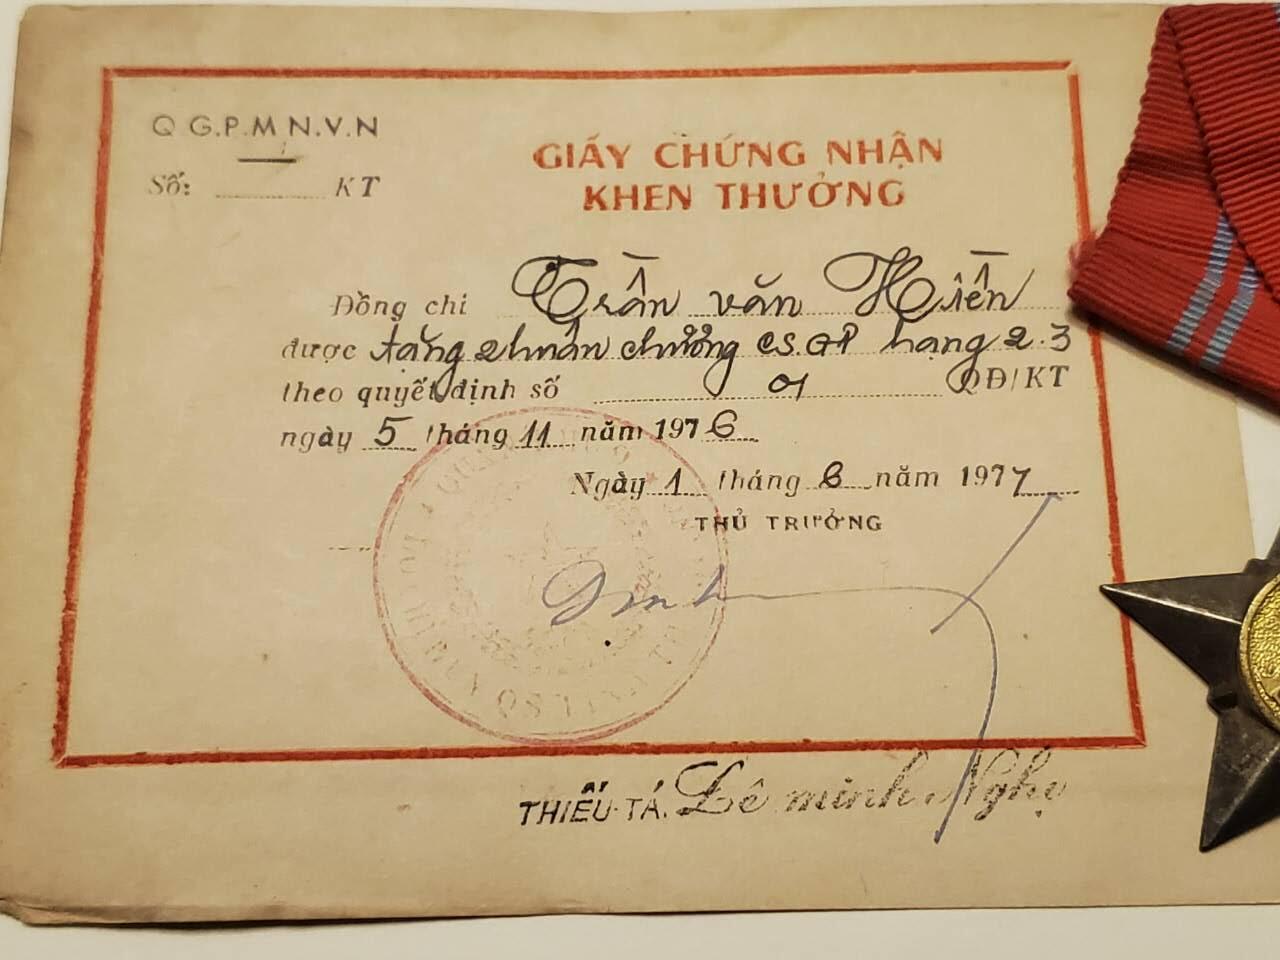 Q G.P.M N.V.N
Số: KT
GIẤY CHỨNG NHẬN
KHEN THƯỞNG
Đồng chi Trần văn Hiền
được tặng 2huân chương CS.GP hạng 2-3
theo quyết định số 01 QĐ/KT
ngày 5 tháng 11 năm 1976
Ngày 1 tháng 6 năm 1977
THỦ TRƯỞNG
THIẾU-TÁ. Lê minh Nghị